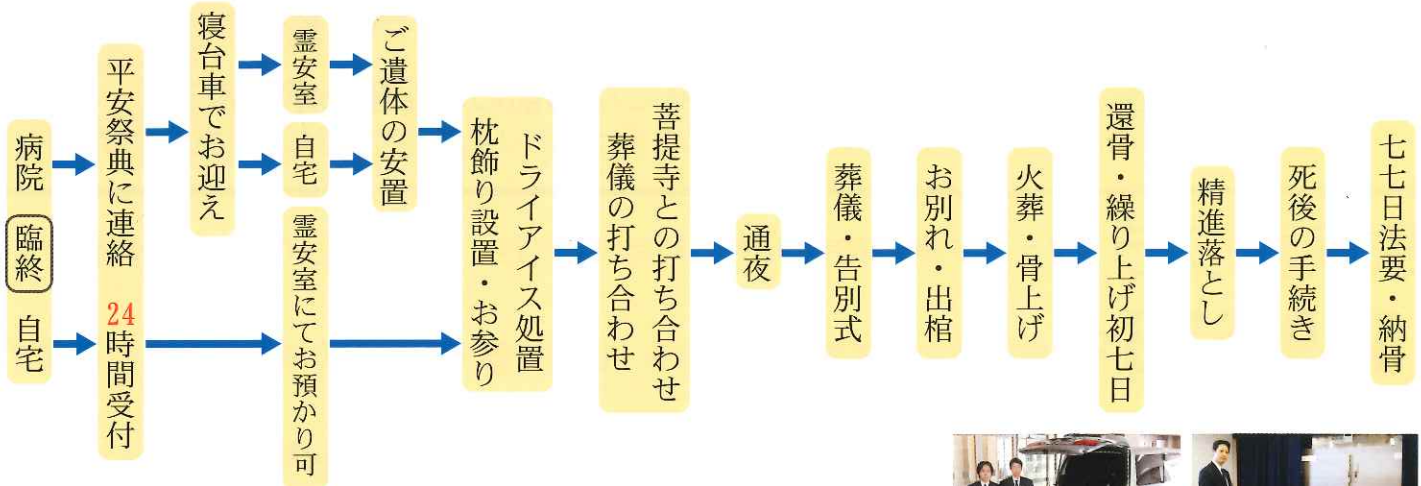 病院
臨終
自宅
平安祭典に連絡 24時間受付
寝台車でお迎え
霊安室
自宅
霊安室にてお預かり可
ご遺体の安置
ドライアイス処置
枕飾り設置・お参り
菩提寺との打ち合わせ
葬儀の打ち合わせ
通夜
葬儀・告別式
お別れ・出棺
火葬・骨上げ
還骨・繰り上げ初七日
精進落とし
死後の手続き
七七日法要・納骨